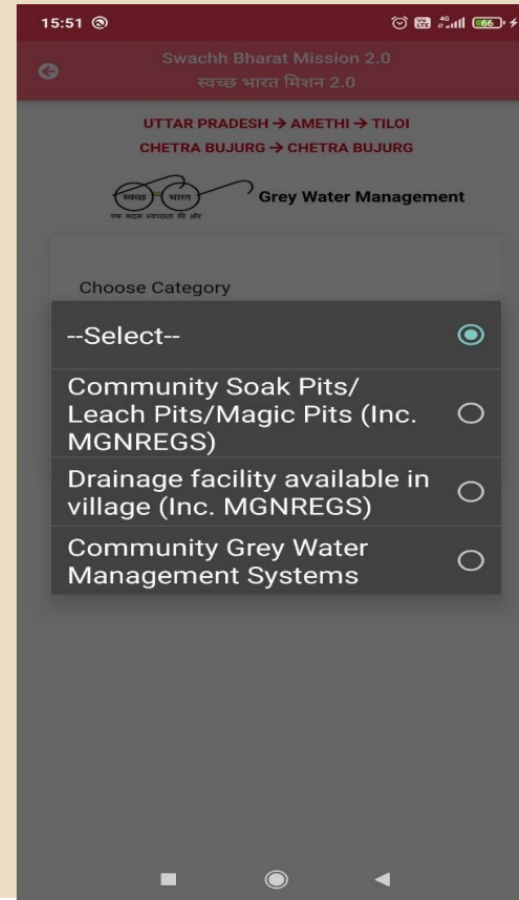 15:51
4G
66
Swachh Bharat Mission 2.0
स्वच्छ भारत मिशन 2.0
UTTAR PRADESH → AMETHI → TILOI
CHETRA BUJURG → CHETRA BUJURG
स्वच्छ भारत
एक कदम स्वच्छता की ओर
Grey Water Management
Choose Category
--Select--
Community Soak Pits/
Leach Pits/Magic Pits (Inc.
MGNREGS)
Drainage facility available in
village (Inc. MGNREGS)
Community Grey Water
Management Systems